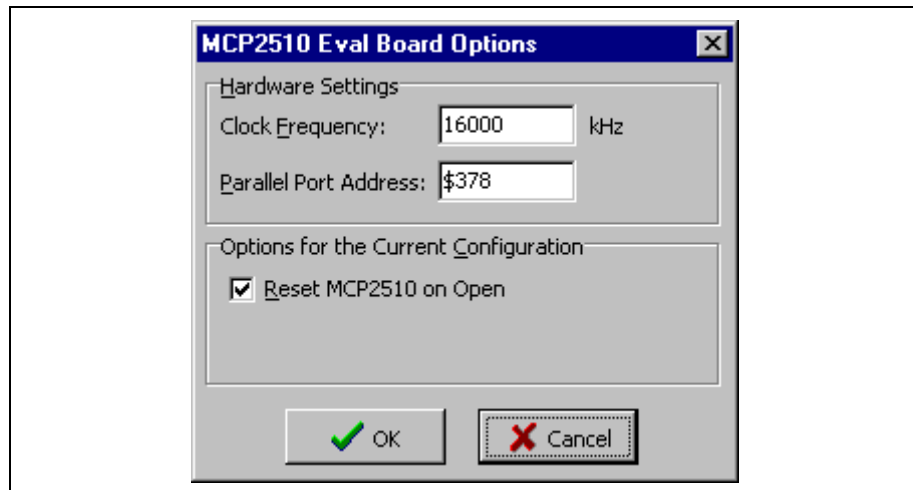 MCP2510 Eval Board Options
Hardware Settings
Clock Frequency: 16000 kHz
Parallel Port Address: $378
Options for the Current Configuration
Reset MCP2510 on Open
OK Cancel